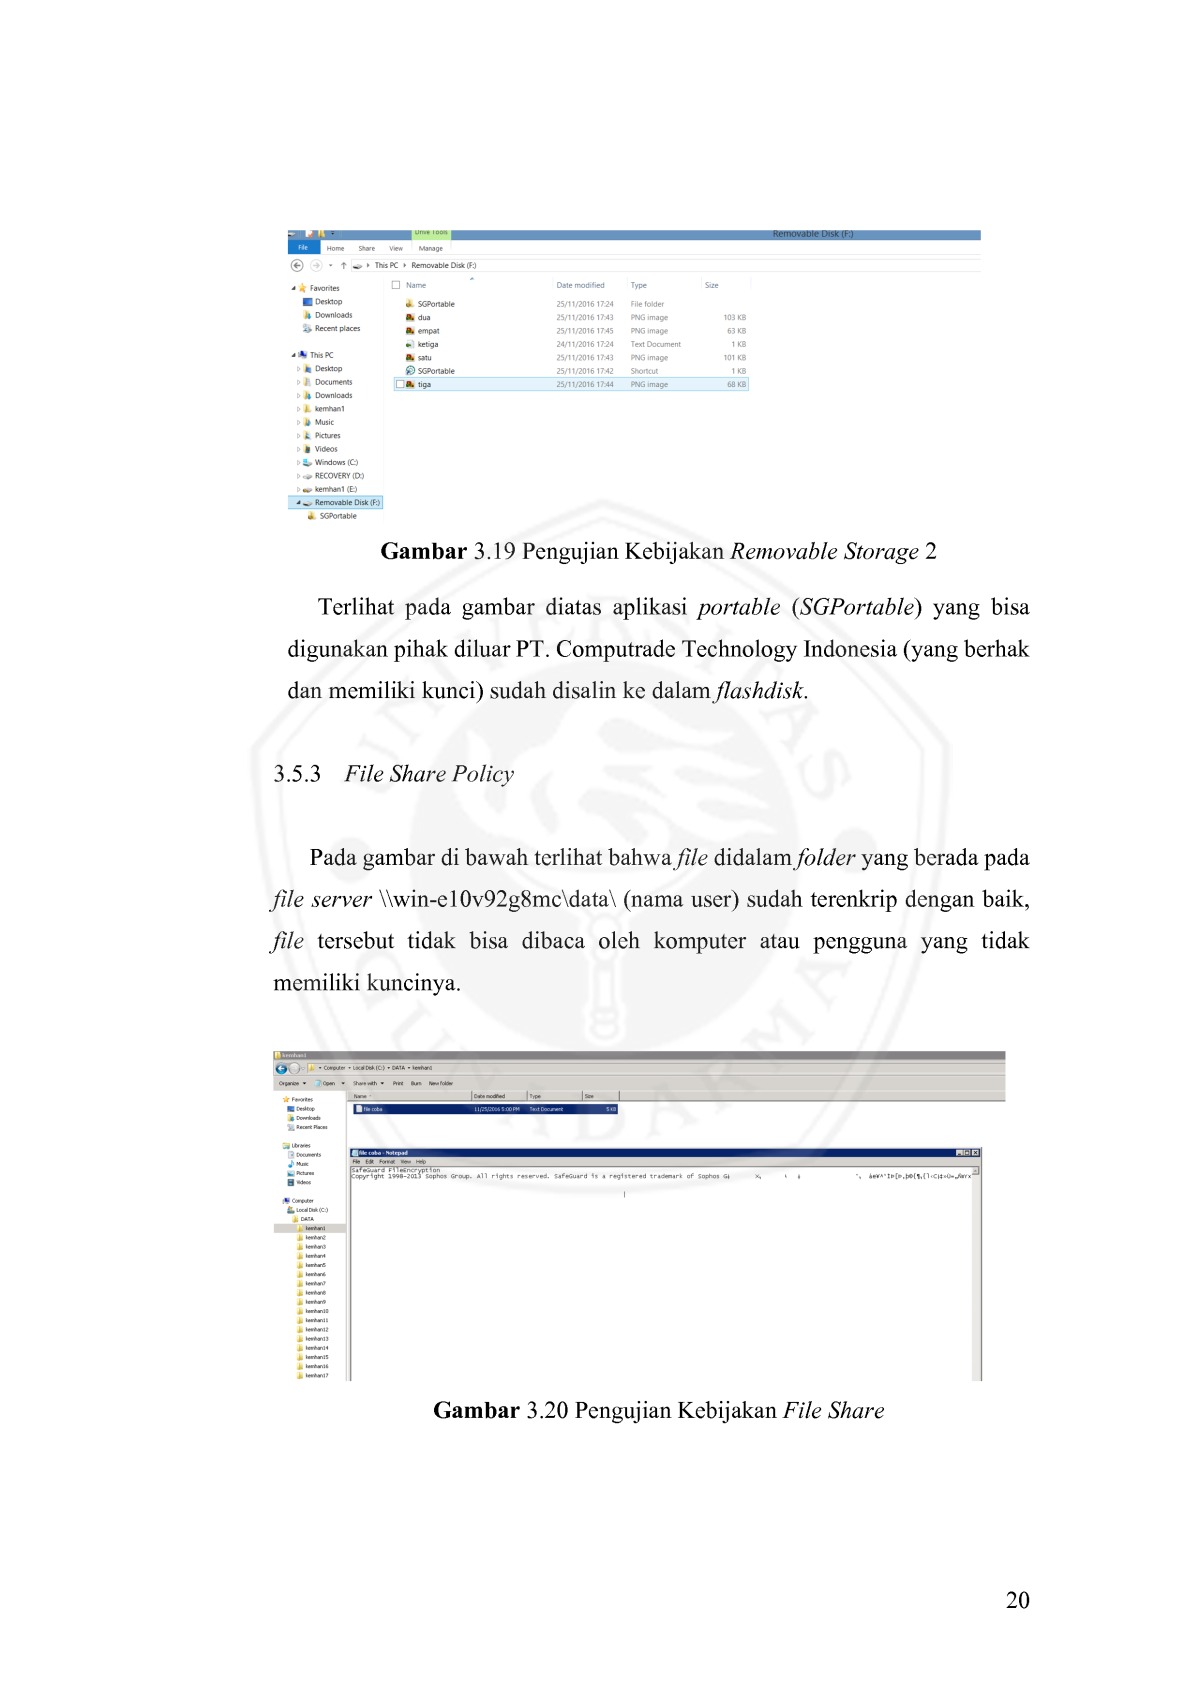 Drive Tools
Removable Disk (F:)
File Home Share View Manage
This PC Removable Disk (F:)
Name Date modified Type Size
Favorites
Desktop
Downloads
Recent places
This PC
Desktop
Documents
Downloads
kemhan1
Music
Pictures
Videos
Windows (C:)
RECOVERY (D:)
kemhan1 (E:)
Removable Disk (F:)
SGPortable
SGPortable 25/11/2016 17:24 File folder
dua 25/11/2016 17:43 PNG image 103 KB
empat 25/11/2016 17:45 PNG image 63 KB
ketiga 24/11/2016 17:24 Text Document 1 KB
satu 25/11/2016 17:43 PNG image 101 KB
SGPortable 25/11/2016 17:42 Shortcut 1 KB
tiga 25/11/2016 17:44 PNG image 68 KB
Gambar 3.19 Pengujian Kebijakan Removable Storage 2
Terlihat pada gambar diatas aplikasi portable (SGPortable) yang bisa
digunakan pihak diluar PT. Computrade Technology Indonesia (yang berhak
dan memiliki kunci) sudah disalin ke dalam flashdisk.
3.5.3 File Share Policy
Pada gambar di bawah terlihat bahwa file didalam folder yang berada pada
file server \\win-e10v92g8mc\data\ (nama user) sudah terenkrip dengan baik,
file tersebut tidak bisa dibaca oleh komputer atau pengguna yang tidak
memiliki kuncinya.
kemhan1
Computer Local Disk (C:) DATA kemhan1
Organize Open Share with Print Burn New folder
Name Date modified Type Size
file coba 11/25/2016 5:00 PM Text Document 5 KB
Favorites
Desktop
Downloads
Recent Places
Libraries
Documents
Music
Pictures
Videos
Computer
Local Disk (C:)
DATA
kemhan1
kemhan2
kemhan3
kemhan4
kemhan5
kemhan6
kemhan7
kemhan8
kemhan9
kemhan10
kemhan11
kemhan12
kemhan13
kemhan14
kemhan15
kemhan16
kemhan17
file coba - Notepad
File Edit Format View Help
SafeGuard FileEncryption
Copyright 1998-2013 Sophos Group. All rights reserved. SafeGuard is a registered trademark of Sophos
Gambar 3.20 Pengujian Kebijakan File Share
UNIVERSITAS
GUNADARMA
20